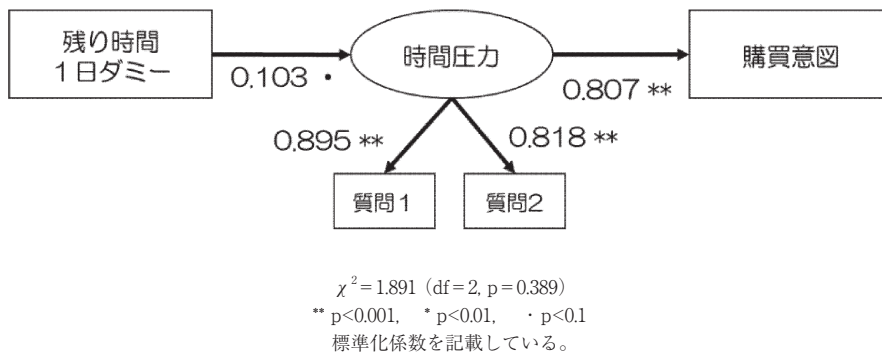 残り時間
1日ダミー
時間圧力
購買意図
0.103 ・
0.807 **
0.895 **
0.818 **
質問1
質問2
χ²=1.891 (df=2, p=0.389)
** p<0.001, * p<0.01, ・p<0.1
標準化係数を記載している。